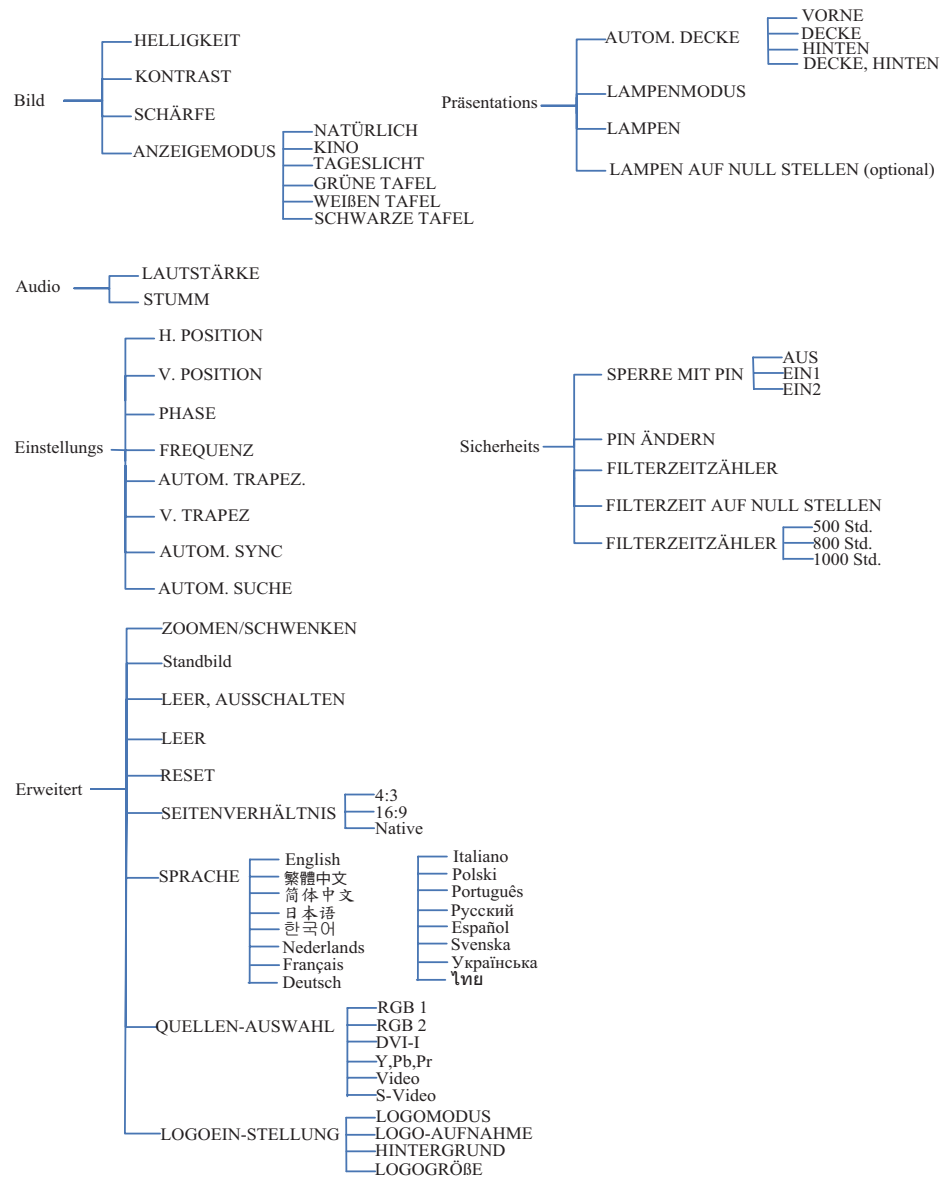 Bild
HELLIGKEIT
KONTRAST
SCHÄRFE
ANZEIGEMODUS
NATÜRLICH
KINO
TAGESLICHT
GRÜNE TAFEL
WEIßEN TAFEL
SCHWARZE TAFEL
Präsentations
AUTOM. DECKE
VORNE
DECKE
HINTEN
DECKE, HINTEN
LAMPENMODUS
LAMPEN
LAMPEN AUF NULL STELLEN (optional)
Audio
LAUTSTÄRKE
STUMM
Einstellungs
H. POSITION
V. POSITION
PHASE
FREQUENZ
AUTOM. TRAPEZ.
V. TRAPEZ
AUTOM. SYNC
AUTOM. SUCHE
Sicherheits
SPERRE MIT PIN
AUS
EIN1
EIN2
PIN ÄNDERN
FILTERZEITZÄHLER
FILTERZEIT AUF NULL STELLEN
FILTERZEITZÄHLER
500 Std.
800 Std.
1000 Std.
Erweitert
ZOOMEN/SCHWENKEN
Standbild
LEER, AUSSCHALTEN
LEER
RESET
SEITENVERHÄLTNIS
4:3
16:9
Native
SPRACHE
English
繁體中文
简体中文
日本语
한국어
Nederlands
Français
Deutsch
Italiano
Polski
Português
Русский
Español
Svenska
Українська
ไทย
QUELLEN-AUSWAHL
RGB 1
RGB 2
DVI-I
Y,Pb,Pr
Video
S-Video
LOGOEIN-STELLUNG
LOGOMODUS
LOGO-AUFNAHME
HINTERGRUND
LOGOGRÖßE